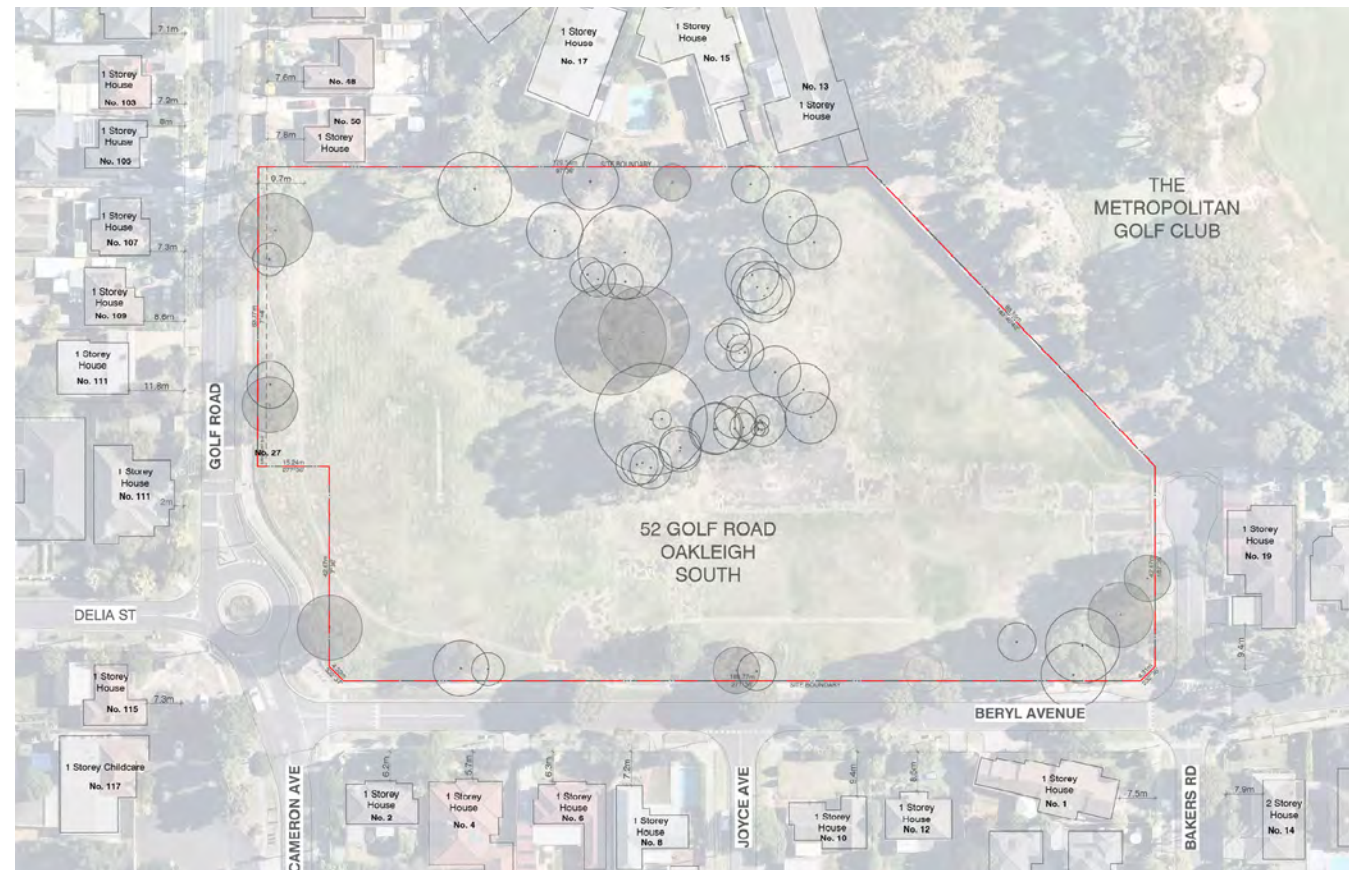 7.1m
1 Storey
House
No. 103
7.2m
8m
1 Storey
House
No. 105
1 Storey
House
No. 107
7.3m
1 Storey
House
No. 109
1 Storey
House
No. 111
11.8m
1 Storey
House
No. 111
2m
7.6m
No. 48
7.8m
No. 50
1 Storey
House
1 Storey
House
No. 17
1 Storey
House
No. 15
No. 13
1 Storey
House
9.7m
SITE BOUNDARY
THE
METROPOLITAN
GOLF CLUB
GOLF ROAD
No. 27
15.24m
52 GOLF ROAD
OAKLEIGH
SOUTH
1 Storey
House
No. 19
9.4m
DELIA ST
SITE BOUNDARY
BERYL AVENUE
1 Storey
House
No. 115
7.3m
1 Storey Childcare
No. 117
CAMERON AVE
6.2m
1 Storey
House
No. 2
5.7m
1 Storey
House
No. 4
6.3m
1 Storey
House
No. 6
7.2m
1 Storey
House
No. 8
JOYCE AVE
1 Storey
House
No. 10
1 Storey
House
No. 12
1 Storey
House
No. 1
7.5m
BAKERS RD
7.9m
2 Storey
House
No. 14